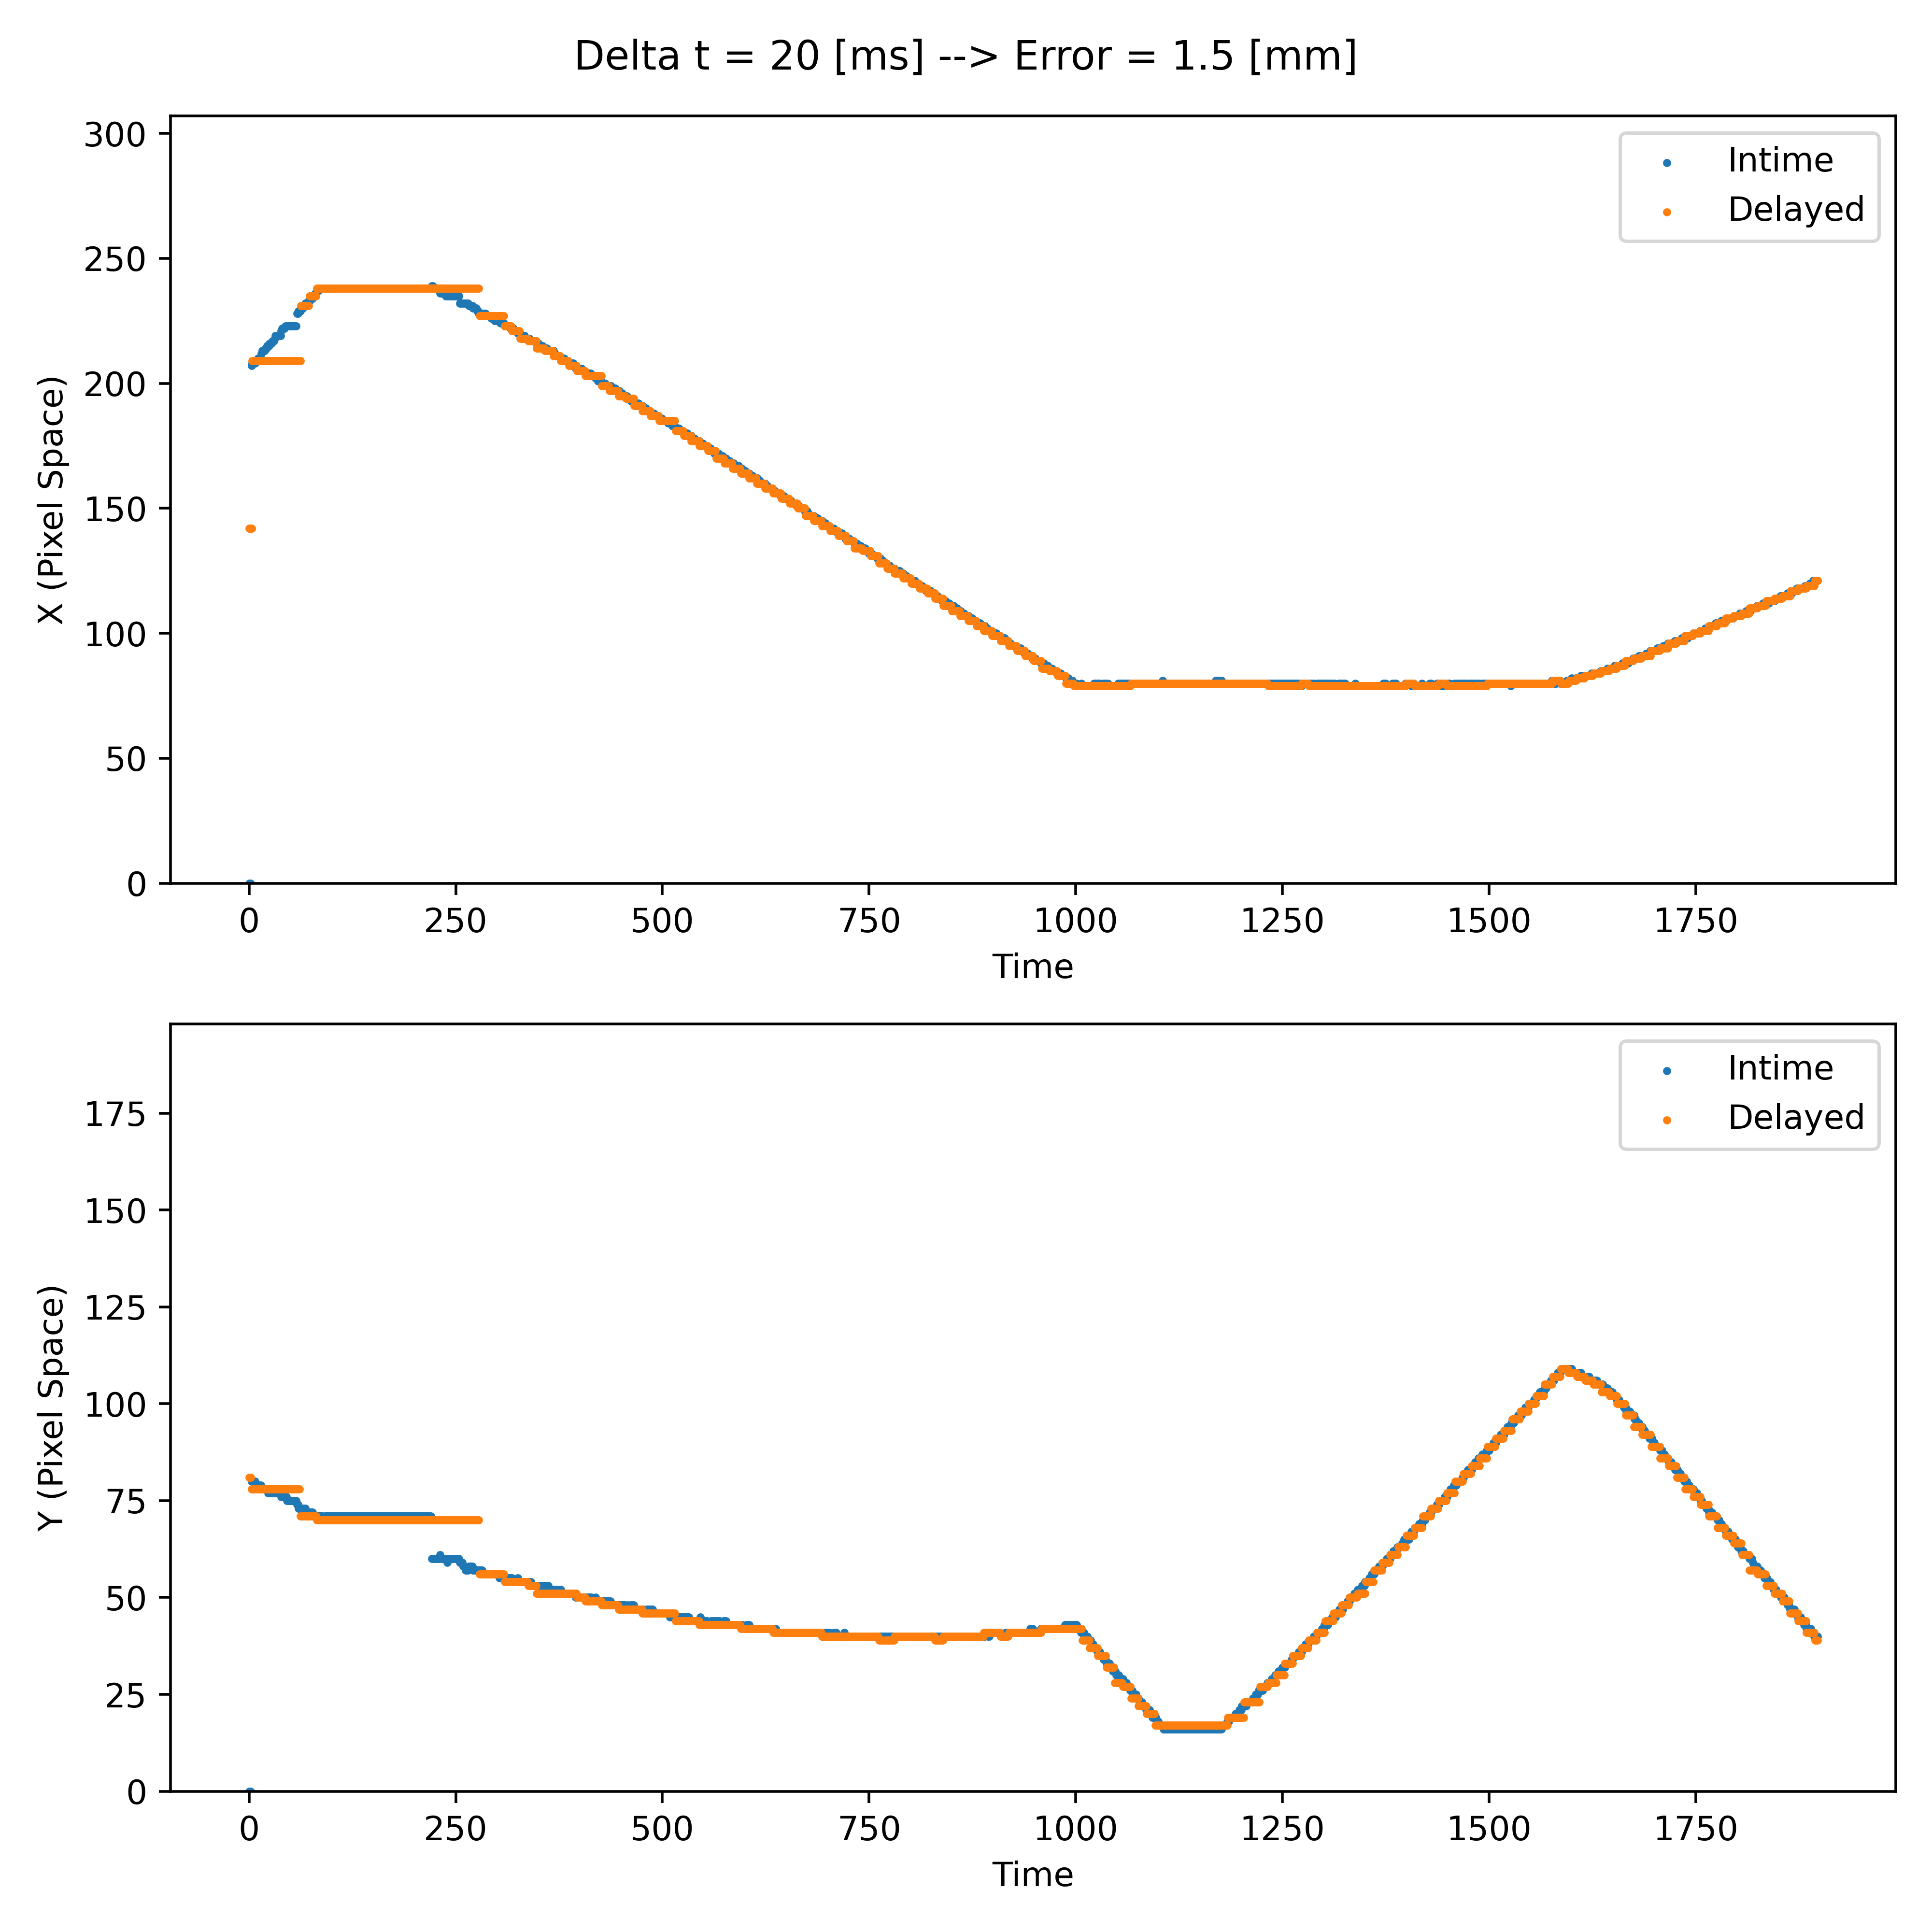 Delta t = 20 [ms] --> Error = 1.5 [mm]
300
250
200
150
100
50
0
X (Pixel Space)
Intime
Delayed
0 250 500 750 1000 1250 1500 1750
Time
175
150
125
100
75
50
25
0
Y (Pixel Space)
Intime
Delayed
0 250 500 750 1000 1250 1500 1750
Time